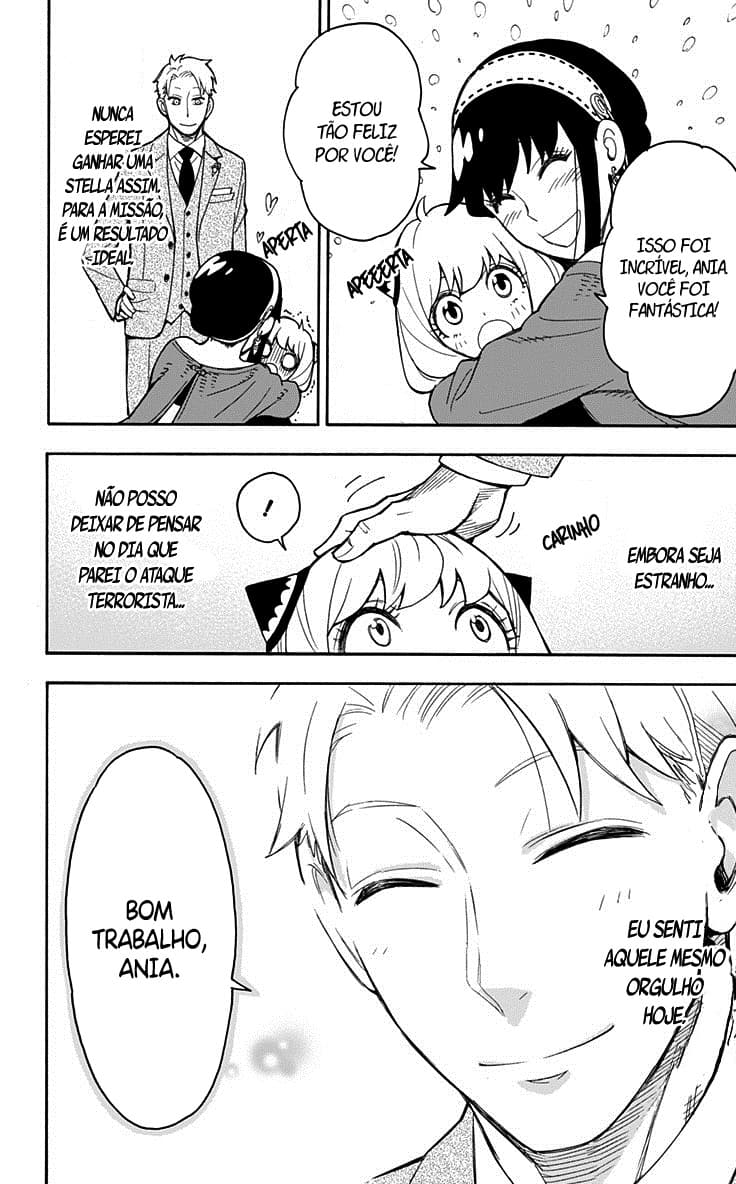 ISSO FOI
INCRÍVEL, ANIA
VOCÊ FOI
FANTÁSTICA!
ESTOU
TÃO FELIZ
POR VOCÊ!
APEEERTA
APERTA
NUNCA
ESPEREI
GANHAR UMA
STELLA ASSIM.
PARA A MISSÃO,
É UM RESULTADO
IDEAL.
EMBORA SEJA
ESTRANHO...
CARINHO
!
NÃO POSSO
DEIXAR DE PENSAR
NO DIA QUE
PAREI O ATAQUE
TERRORISTA...
EU SENTI
AQUELE MESMO
ORGULHO
HOJE.
BOM
TRABALHO,
ANIA.